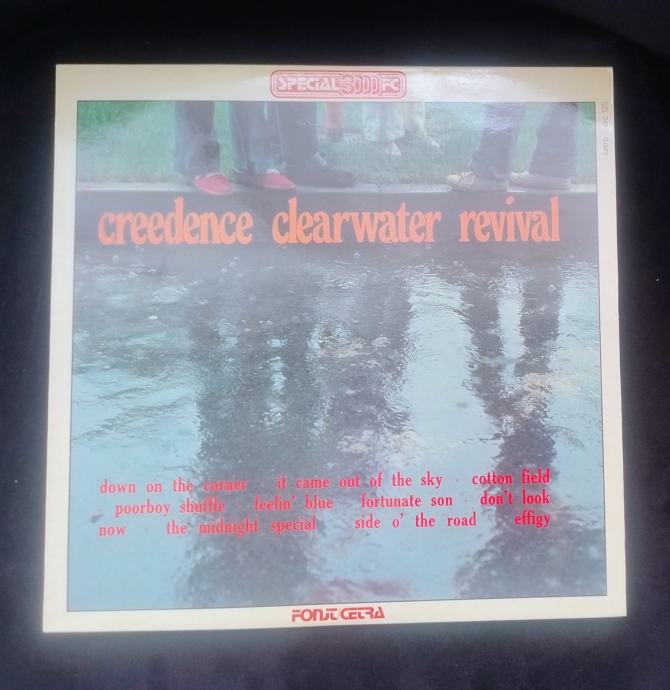 SPECIAL 3000 FC
creedence clearwater revival
down on the corner it came out of the sky cotton field
poorboy shuffle feelin' blue fortunate son don't look
now the midnight special side o' the road effigy
FONIT CETRA